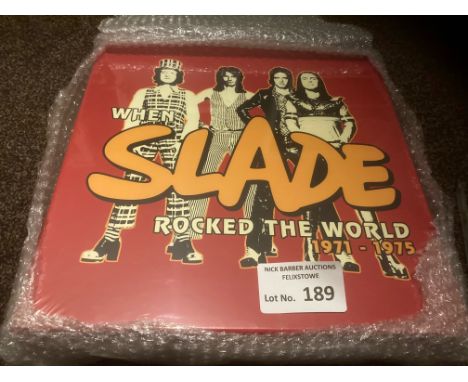 WHEN
SLADE
ROCKED THE WORLD
1971 - 1975
NICK BARBER AUCTIONS
FELIXSTOWE
Lot No. 189